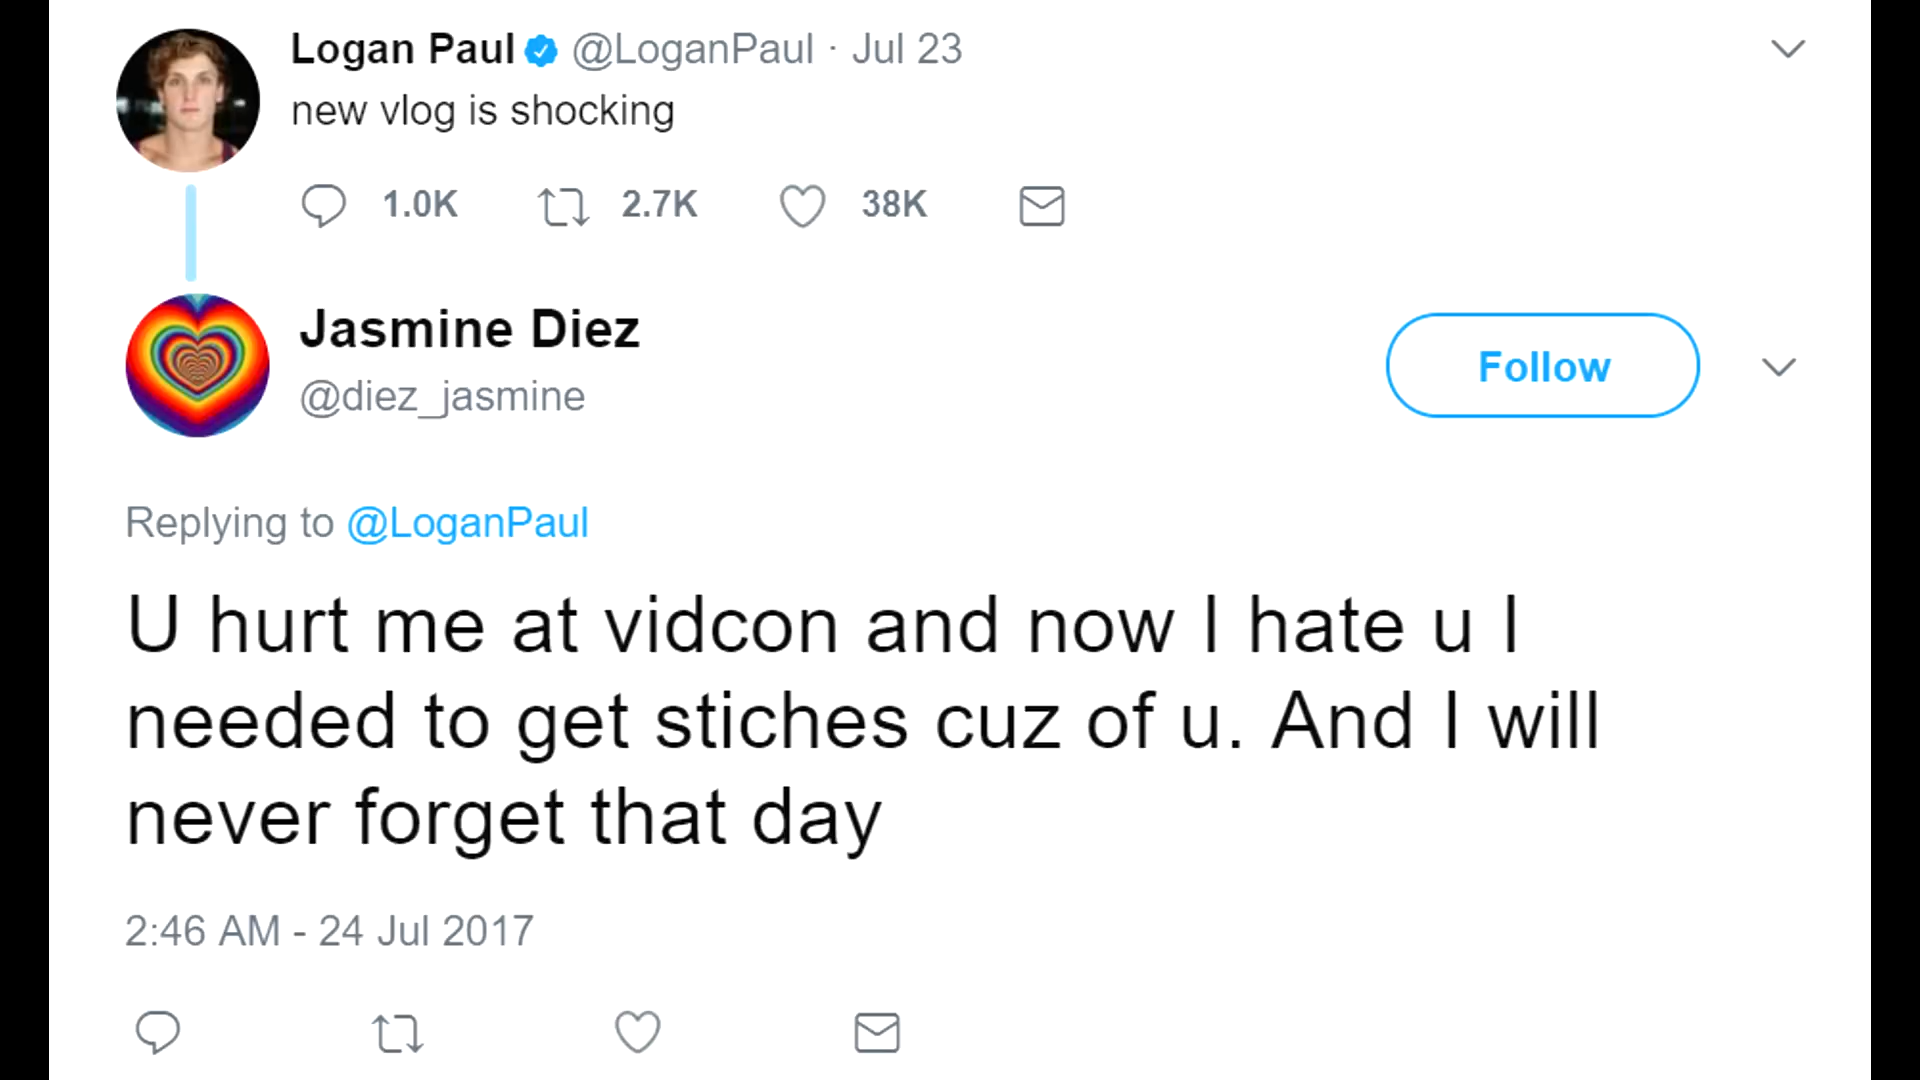 Logan Paul @LoganPaul · Jul 23
new vlog is shocking
1.0K 2.7K 38K
Jasmine Diez
@diez_jasmine
Follow
Replying to @LoganPaul
U hurt me at vidcon and now I hate u I
needed to get stiches cuz of u. And I will
never forget that day
2:46 AM - 24 Jul 2017